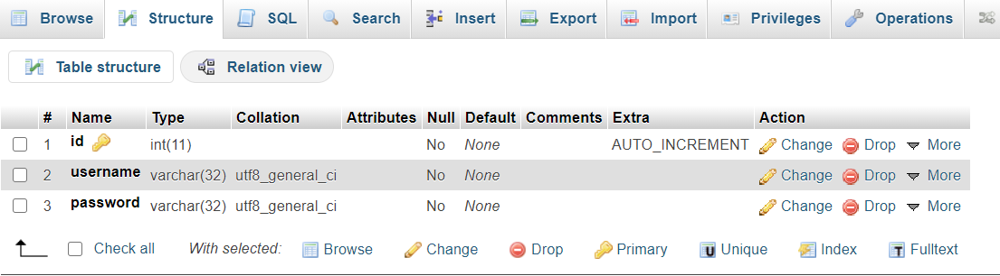 Browse Structure SQL Search Insert Export Import Privileges Operations
Table structure Relation view
# Name Type Collation Attributes Null Default Comments Extra Action
1 id int(11) No None AUTO_INCREMENT Change Drop More
2 username varchar(32) utf8_general_ci No None Change Drop More
3 password varchar(32) utf8_general_ci No None Change Drop More
Check all With selected: Browse Change Drop Primary Unique Index Fulltext